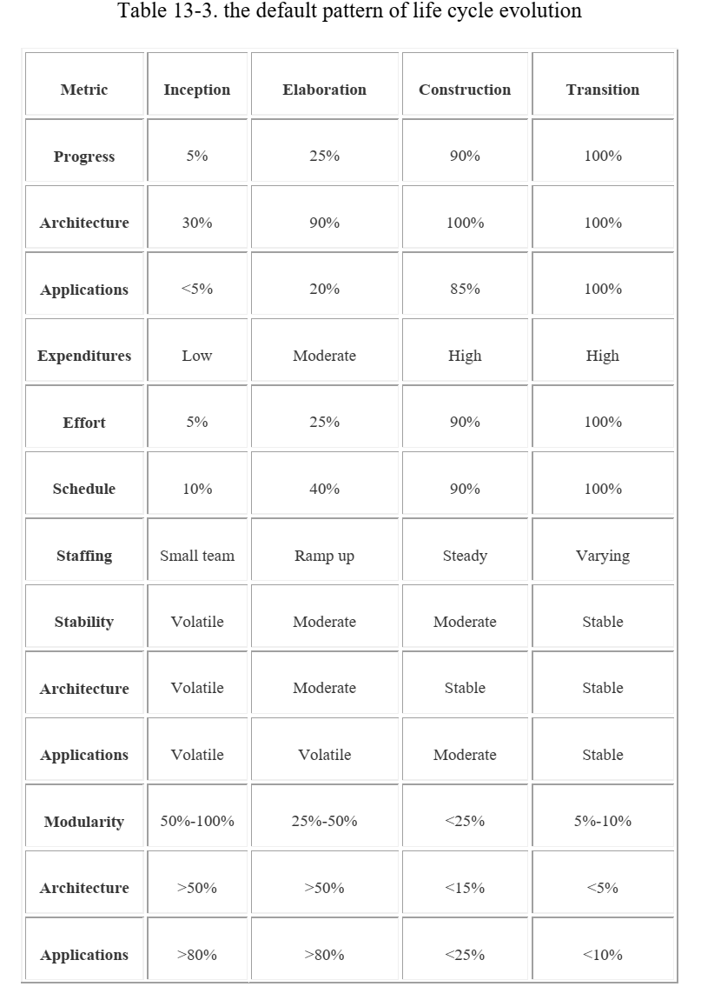 Table 13-3. the default pattern of life cycle evolution
Metric Inception Elaboration Construction Transition
Progress 5% 25% 90% 100%
Architecture 30% 90% 100% 100%
Applications <5% 20% 85% 100%
Expenditures Low Moderate High High
Effort 5% 25% 90% 100%
Schedule 10% 40% 90% 100%
Staffing Small team Ramp up Steady Varying
Stability Volatile Moderate Moderate Stable
Architecture Volatile Moderate Stable Stable
Applications Volatile Volatile Moderate Stable
Modularity 50%-100% 25%-50% <25% 5%-10%
Architecture >50% >50% <15% <5%
Applications >80% >80% <25% <10%